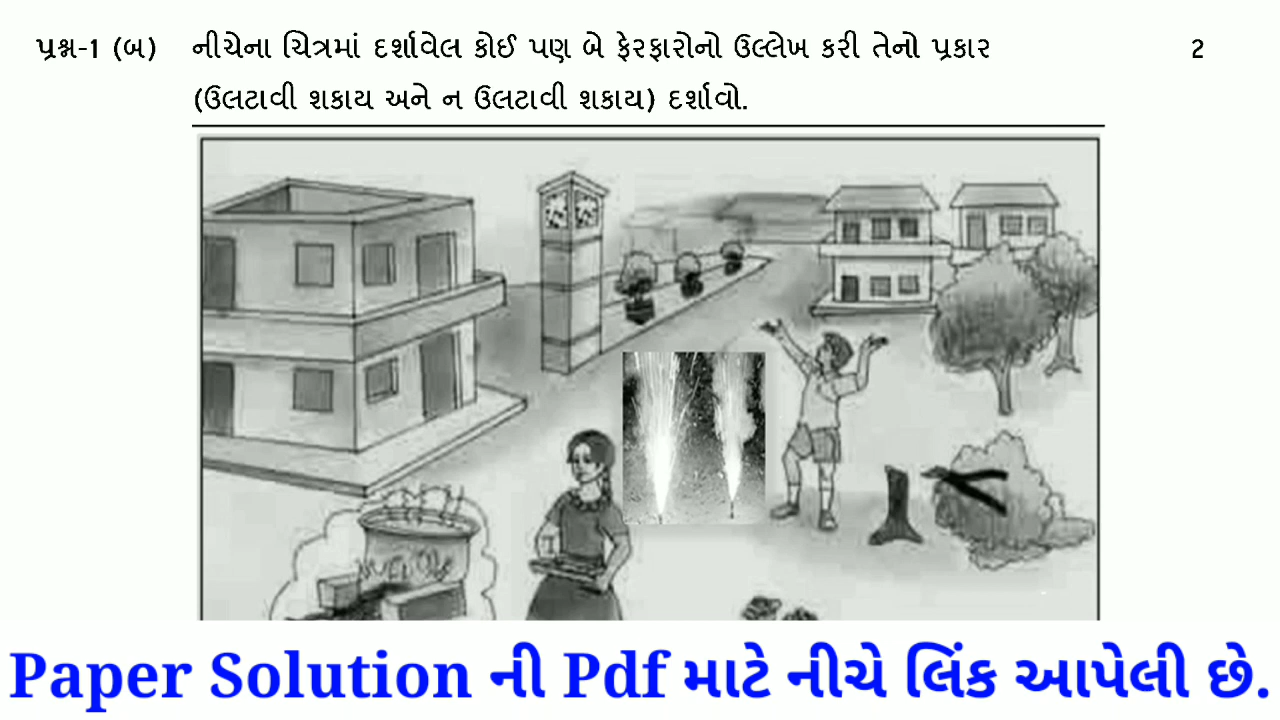 પ્રશ્ન-1 (બ) નીચેના ચિત્રમાં દર્શાવેલ કોઈ પણ બે ફેરફારોનો ઉલ્લેખ કરી તેનો પ્રકાર 2
(ઉલટાવી શકાય અને ન ઉલટાવી શકાય) દર્શાવો.
Paper Solution ની Pdf માટે નીચે લિંક આપેલી છે.